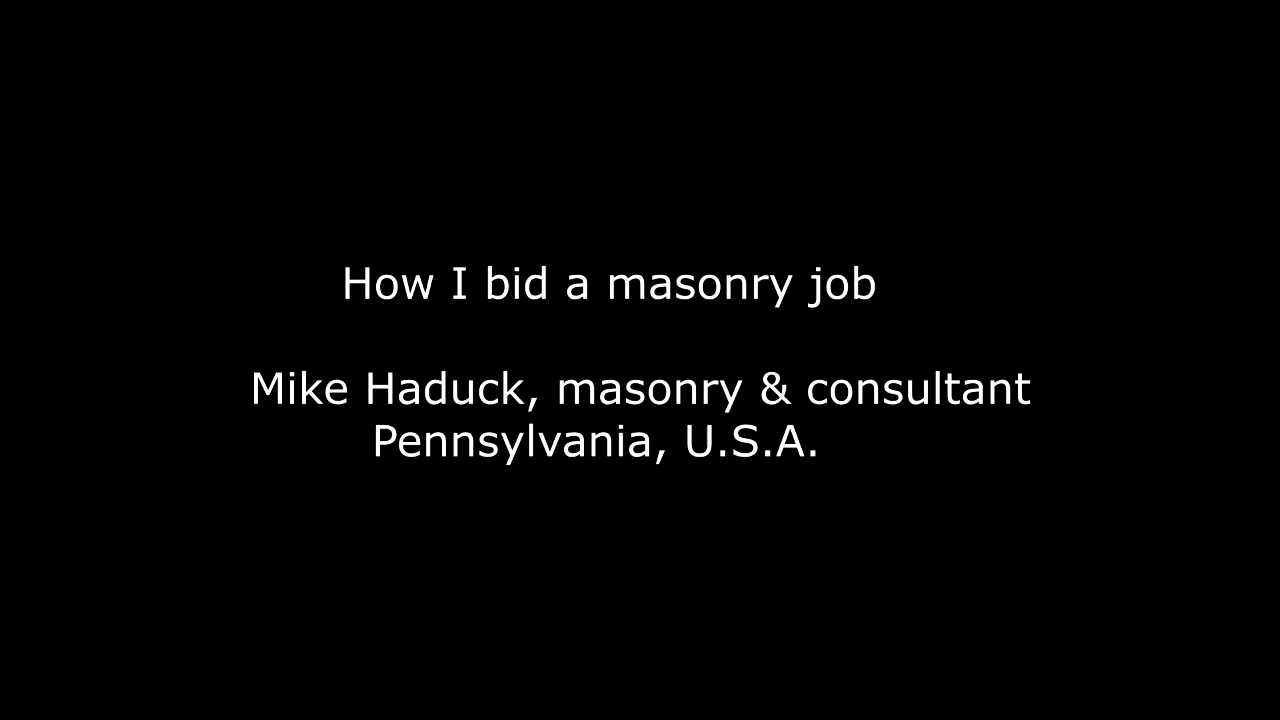 How I bid a masonry job
Mike Haduck, masonry & consultant
Pennsylvania, U.S.A.